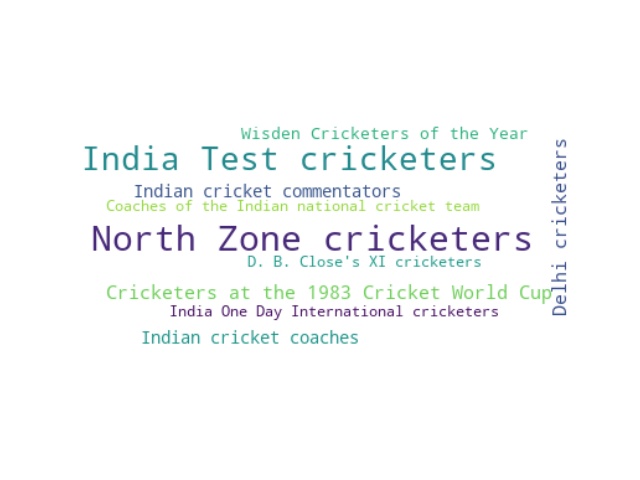 Wisden Cricketers of the Year
India Test cricketers
Indian cricket commentators
Coaches of the Indian national cricket team
North Zone cricketers
D. B. Close's XI cricketers
Cricketers at the 1983 Cricket World Cup
India One Day International cricketers
Indian cricket coaches
Delhi cricketers